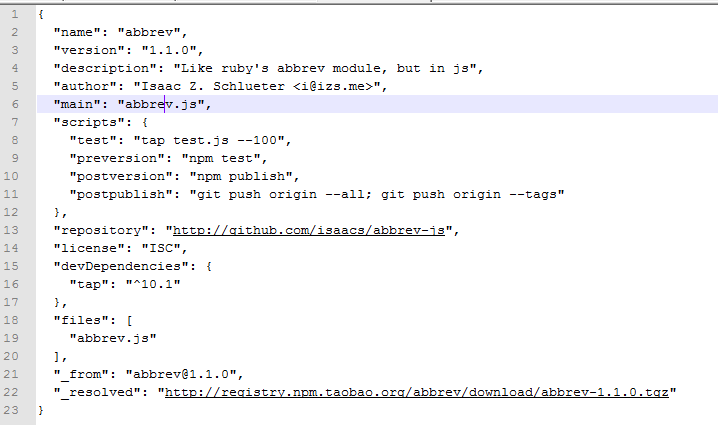 1 {
2 "name": "abbrev",
3 "version": "1.1.0",
4 "description": "Like ruby's abbrev module, but in js",
5 "author": "Isaac Z. Schlueter <i@izs.me>",
6 "main": "abbrev.js",
7 "scripts": {
8 "test": "tap test.js --100",
9 "preversion": "npm test",
10 "postversion": "npm publish",
11 "postpublish": "git push origin --all; git push origin --tags"
12 },
13 "repository": "http://github.com/isaacs/abbrev-js",
14 "license": "ISC",
15 "devDependencies": {
16 "tap": "^10.1"
17 },
18 "files": [
19 "abbrev.js"
20 ],
21 "_from": "abbrev@1.1.0",
22 "_resolved": "http://registry.npm.taobao.org/abbrev/download/abbrev-1.1.0.tgz"
23 }